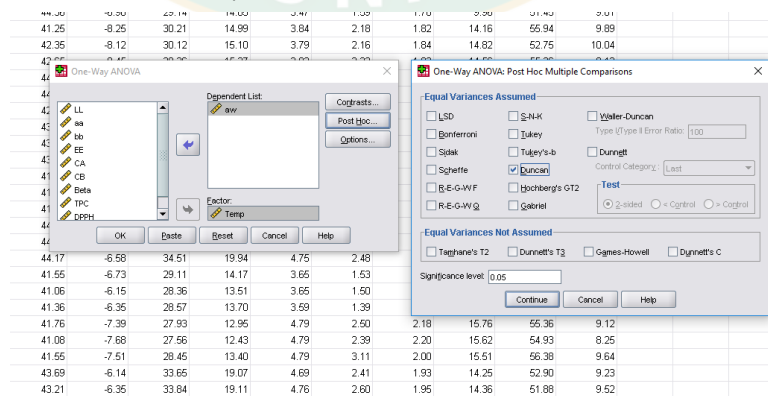 41.25 -8.25 30.21 14.99 3.84 2.18 1.82 14.16 55.94 9.89
42.35 -8.12 30.12 15.10 3.79 2.16 1.84 14.82 52.75 10.04
One-Way ANOVA
LL
aa
bb
EE
CA
CB
Beta
TPC
DPPH
Dependent List:
aw
Factor:
Temp
Contrasts...
Post Hoc...
Options...
OK Paste Reset Cancel Help
One-Way ANOVA: Post Hoc Multiple Comparisons
Equal Variances Assumed
LSD S-N-K Waller-Duncan
Bonferroni Tukey Type I/Type II Error Ratio: 100
Sidak Tukey's-b Dunnett
Scheffe Duncan Control Category : Last
R-E-G-W F Hochberg's GT2 Test
R-E-G-W Q Gabriel 2-sided < Control > Control
Equal Variances Not Assumed
Tamhane's T2 Dunnett's T3 Games-Howell Dunnett's C
Significance level: 0.05
Continue Cancel Help
44.17 -6.58 34.51 19.94 4.75 2.48
41.55 -6.73 29.11 14.17 3.65 1.53
41.06 -6.15 28.36 13.51 3.65 1.50
41.36 -6.35 28.57 13.70 3.59 1.39
41.76 -7.39 27.93 12.95 4.79 2.50 2.18 15.76 55.36 9.12
41.08 -7.68 27.56 12.43 4.79 2.39 2.20 15.62 54.93 8.25
41.55 -7.51 28.45 13.40 4.79 3.11 2.00 15.51 56.38 9.64
43.69 -6.14 33.65 19.07 4.69 2.41 1.93 14.25 52.90 9.23
43.21 -6.35 33.84 19.11 4.76 2.60 1.95 14.36 51.88 9.52